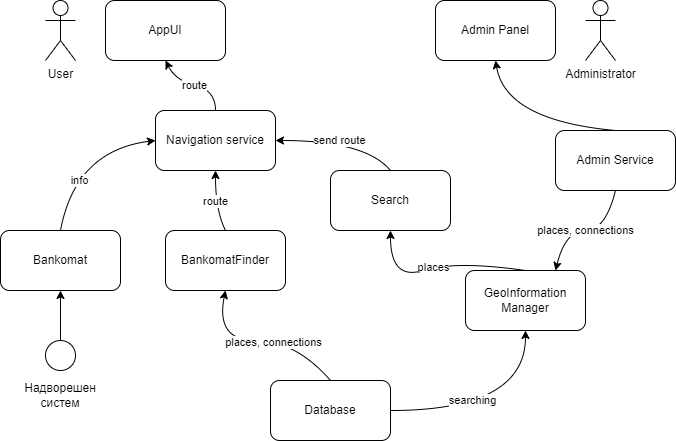 AppUI
Admin Panel
User
Administrator
route
Navigation service
send route
Admin Service
info
route
Search
places, connections
Bankomat
BankomatFinder
places
GeoInformation
Manager
places, connections
Надворешен
систем
Database
searching